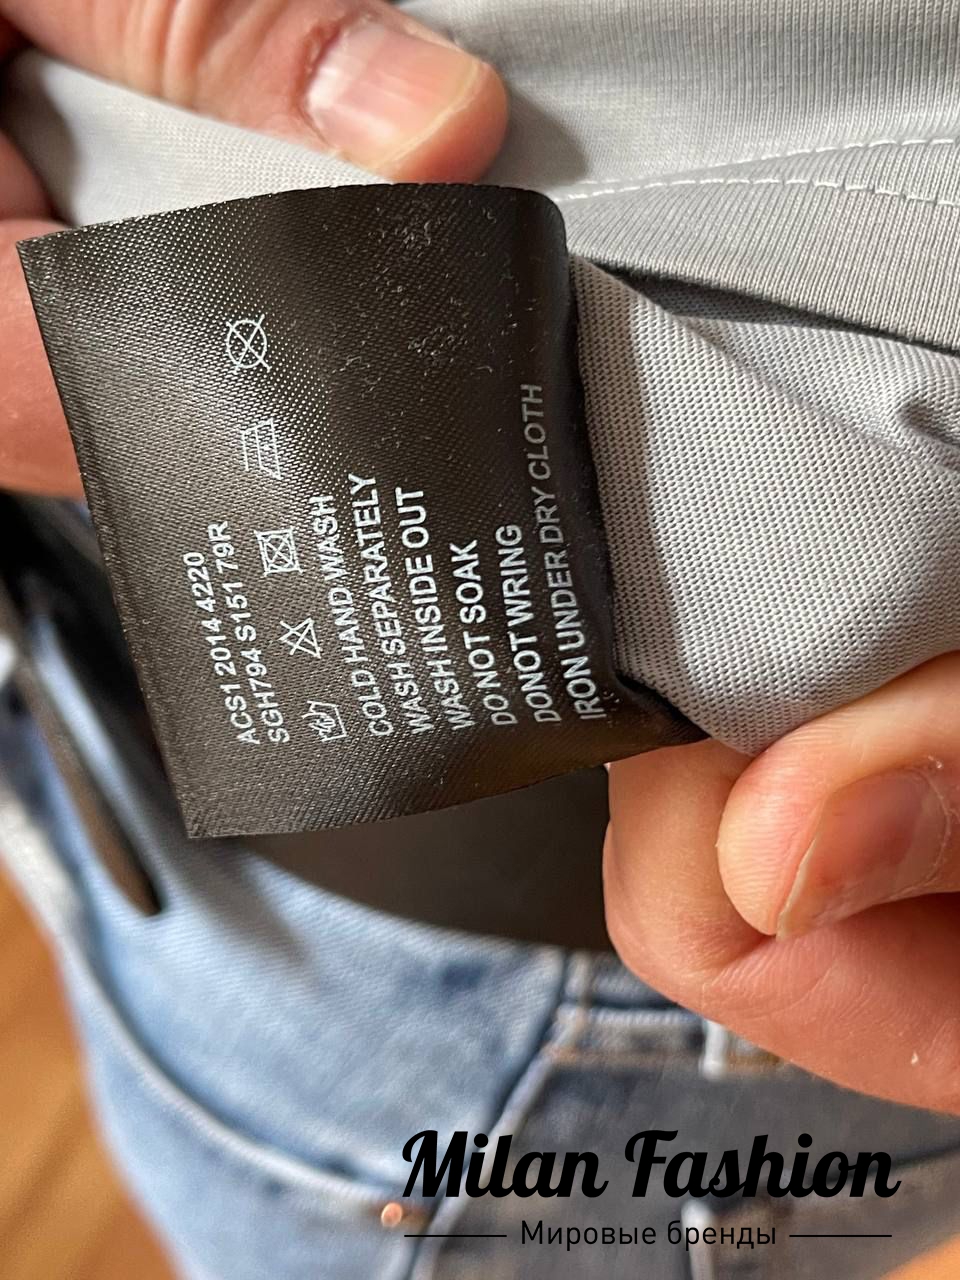 ACS1 2014 4220
SGH794 S151 79R
COLD HAND WASH
WASH SEPARATELY
WASH INSIDE OUT
DO NOT SOAK
DONOT WRING
IRON UNDER DRY CLOTH
Milan Fashion
Мировые бренды